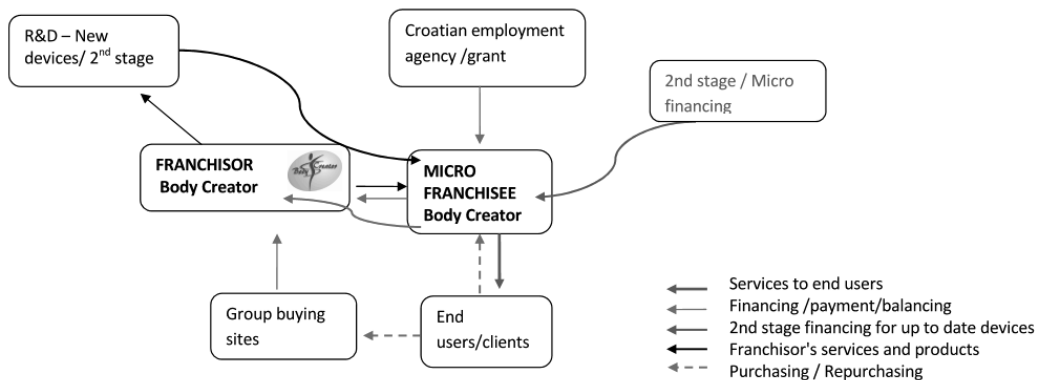 R&D – New
devices/ 2nd stage
Croatian employment
agency /grant
2nd stage / Micro
financing
FRANCHISOR
Body Creator
Body Creator
MICRO
FRANCHISEE
Body Creator
Group buying
sites
End
users/clients
Services to end users
Financing /payment/balancing
2nd stage financing for up to date devices
Franchisor's services and products
Purchasing / Repurchasing